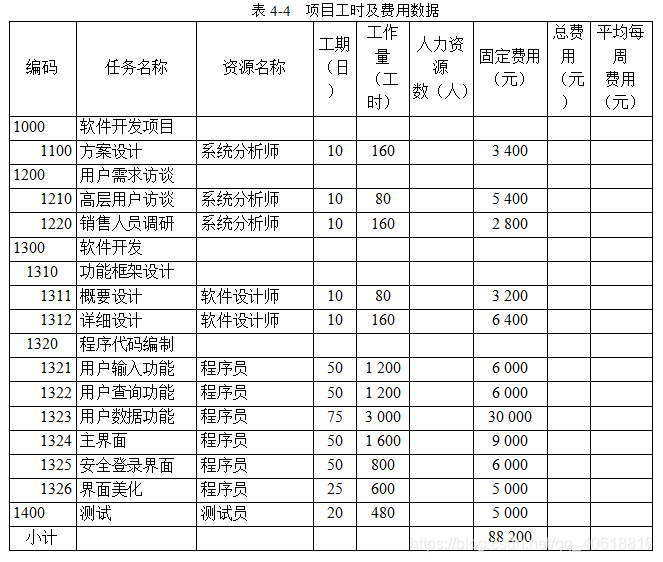 表 4-4 项目工时及费用数据
编码 任务名称 资源名称 工期（日） 工作量（工时） 人力资源数（人） 固定费用（元） 总费用（元） 平均每周费用（元）
1000 软件开发项目
1100 方案设计 系统分析师 10 160 3 400
1200 用户需求访谈
1210 高层用户访谈 系统分析师 10 80 5 400
1220 销售人员调研 系统分析师 10 160 2 800
1300 软件开发
1310 功能框架设计
1311 概要设计 软件设计师 10 80 3 200
1312 详细设计 软件设计师 10 160 6 400
1320 程序代码编制
1321 用户输入功能 程序员 50 1 200 6 000
1322 用户查询功能 程序员 50 1 200 6 000
1323 用户数据功能 程序员 75 3 000 30 000
1324 主界面 程序员 50 1 600 9 000
1325 安全登录界面 程序员 50 800 6 000
1326 界面美化 程序员 25 600 5 000
1400 测试 测试员 20 480 5 000
小计 88 200
https://blog.csdn.net/qq_40618816